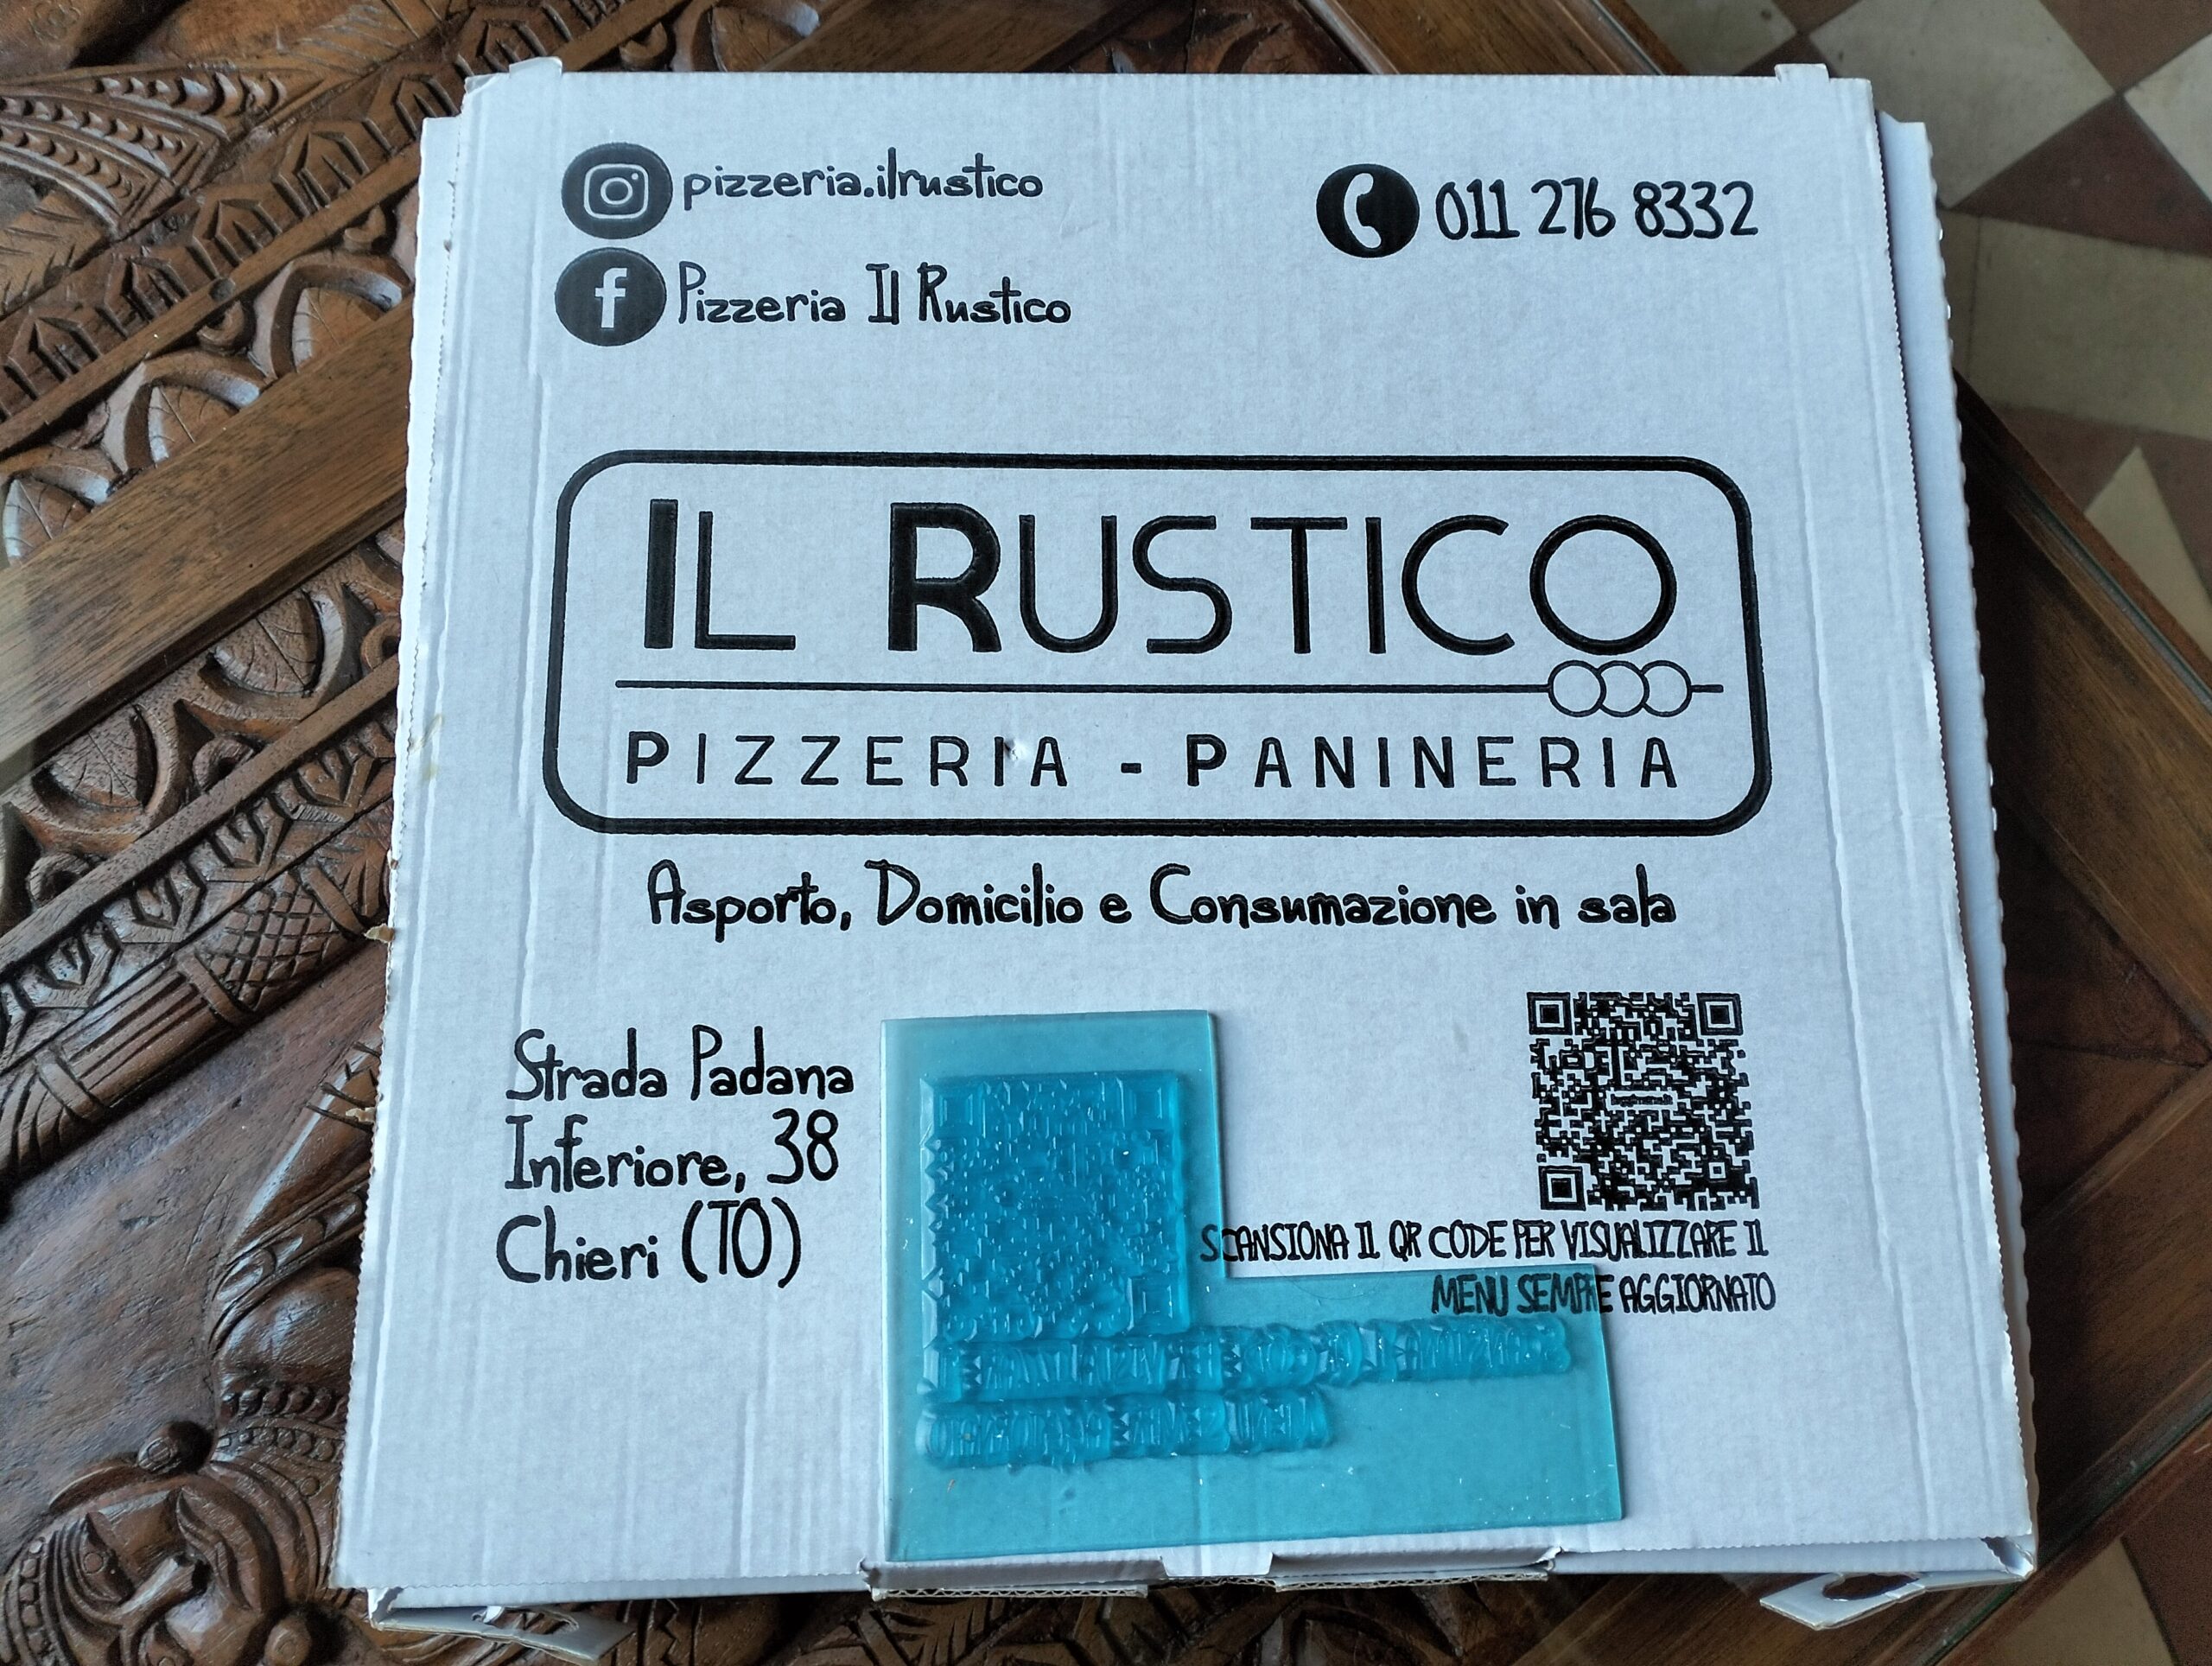 pizzeria.ilrustico
Pizzeria Il Rustico
011 276 8332
IL RUSTICO
PIZZERIA - PANINERIA
Asporto, Domicilio e Consumazione in sala
Strada Padana
Inferiore, 38
Chieri (TO)
SCANSIONA IL QR CODE PER VISUALIZZARE IL
MENU SEMPRE AGGIORNATO